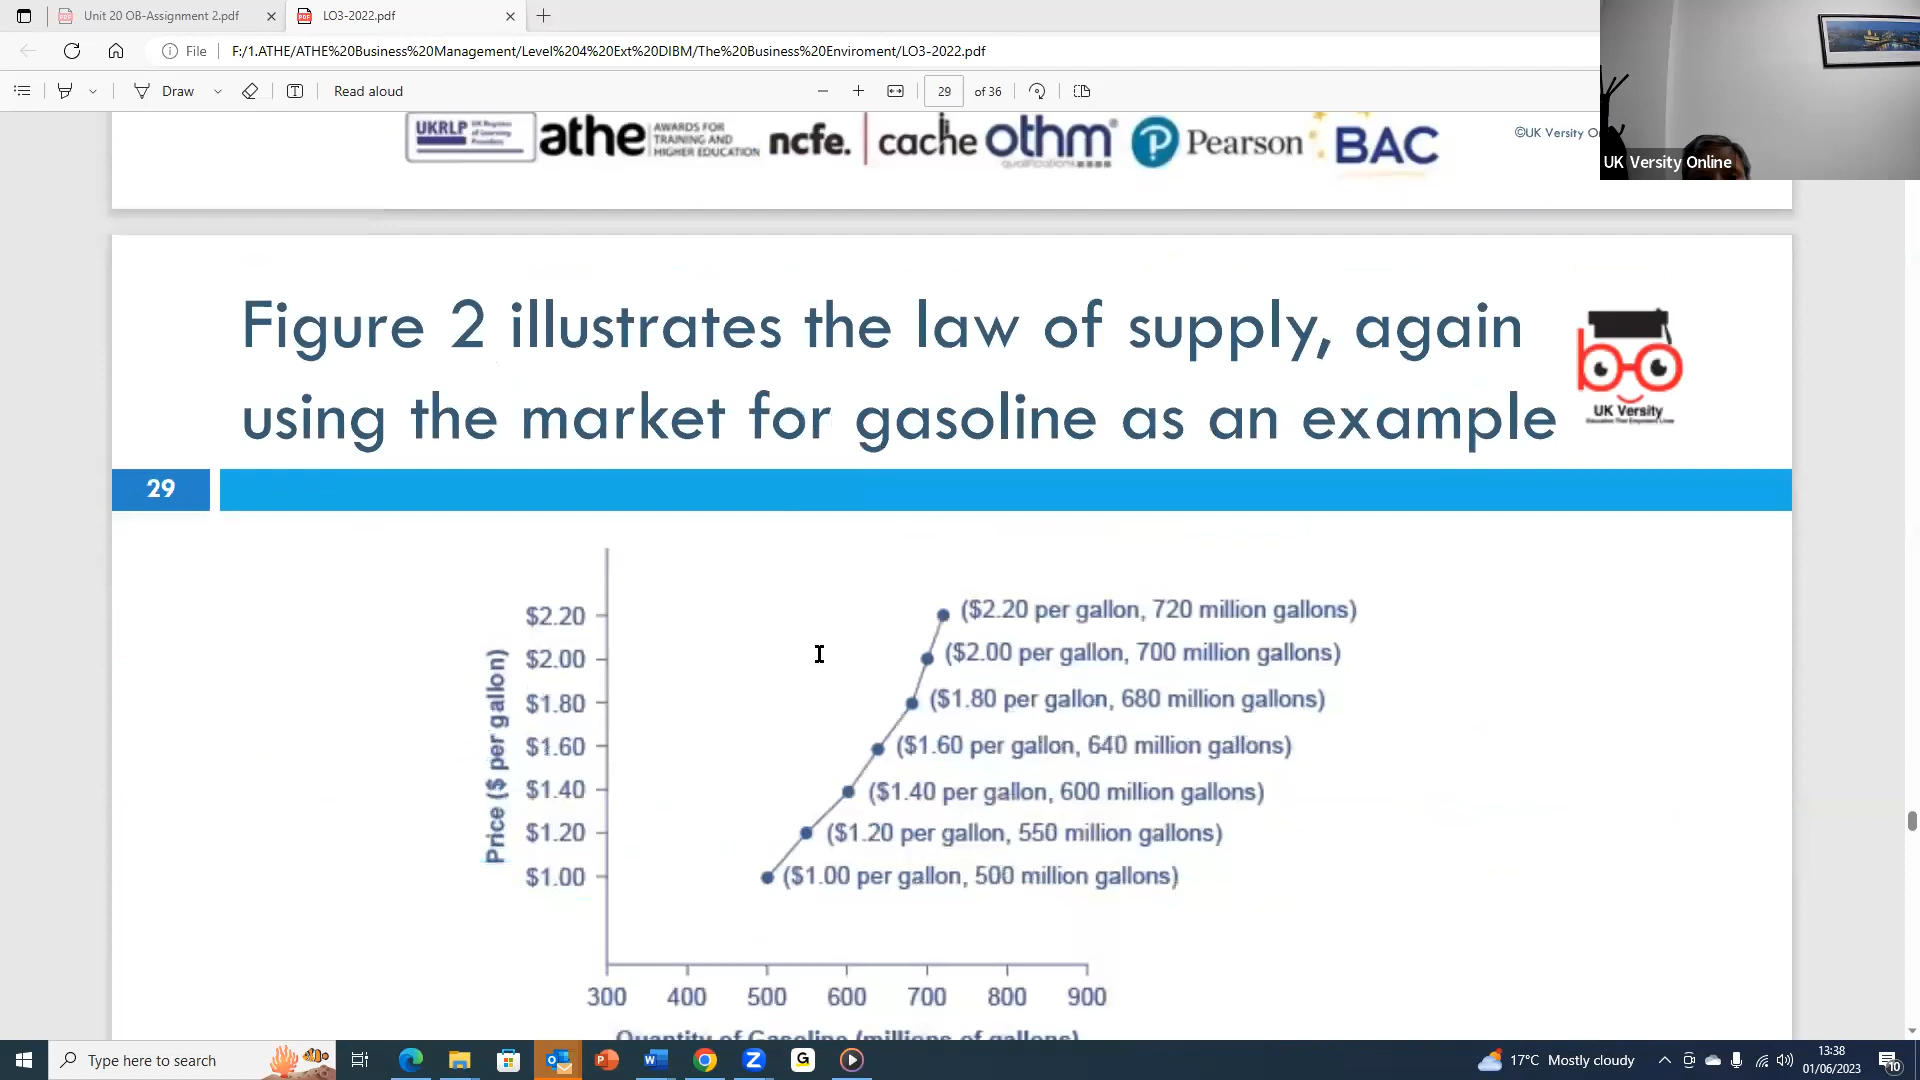 Unit 20 OB-Assignment 2.pdf
LO3-2022.pdf
File
F:/1.ATHE/ATHE%20Business%20Management/Level%204%20Ext%20DIBM/The%20Business%20Enviroment/LO3-2022.pdf
Draw
Read aloud
29 of 36
UKRLP
athe AWARDS FOR TRAINING AND HIGHER EDUCATION
ncfe.
cache
othm
qualifications
Pearson
BAC
©UK Versity
UK Versity Online
Figure 2 illustrates the law of supply, again
using the market for gasoline as an example
UK Versity
29
Price ($ per gallon)
$2.20
($2.20 per gallon, 720 million gallons)
$2.00
($2.00 per gallon, 700 million gallons)
$1.80
($1.80 per gallon, 680 million gallons)
$1.60
($1.60 per gallon, 640 million gallons)
$1.40
($1.40 per gallon, 600 million gallons)
$1.20
($1.20 per gallon, 550 million gallons)
$1.00
($1.00 per gallon, 500 million gallons)
300 400 500 600 700 800 900
Quantity of Gasoline (millions of gallons)
Type here to search
17°C Mostly cloudy
13:38
01/06/2023
10